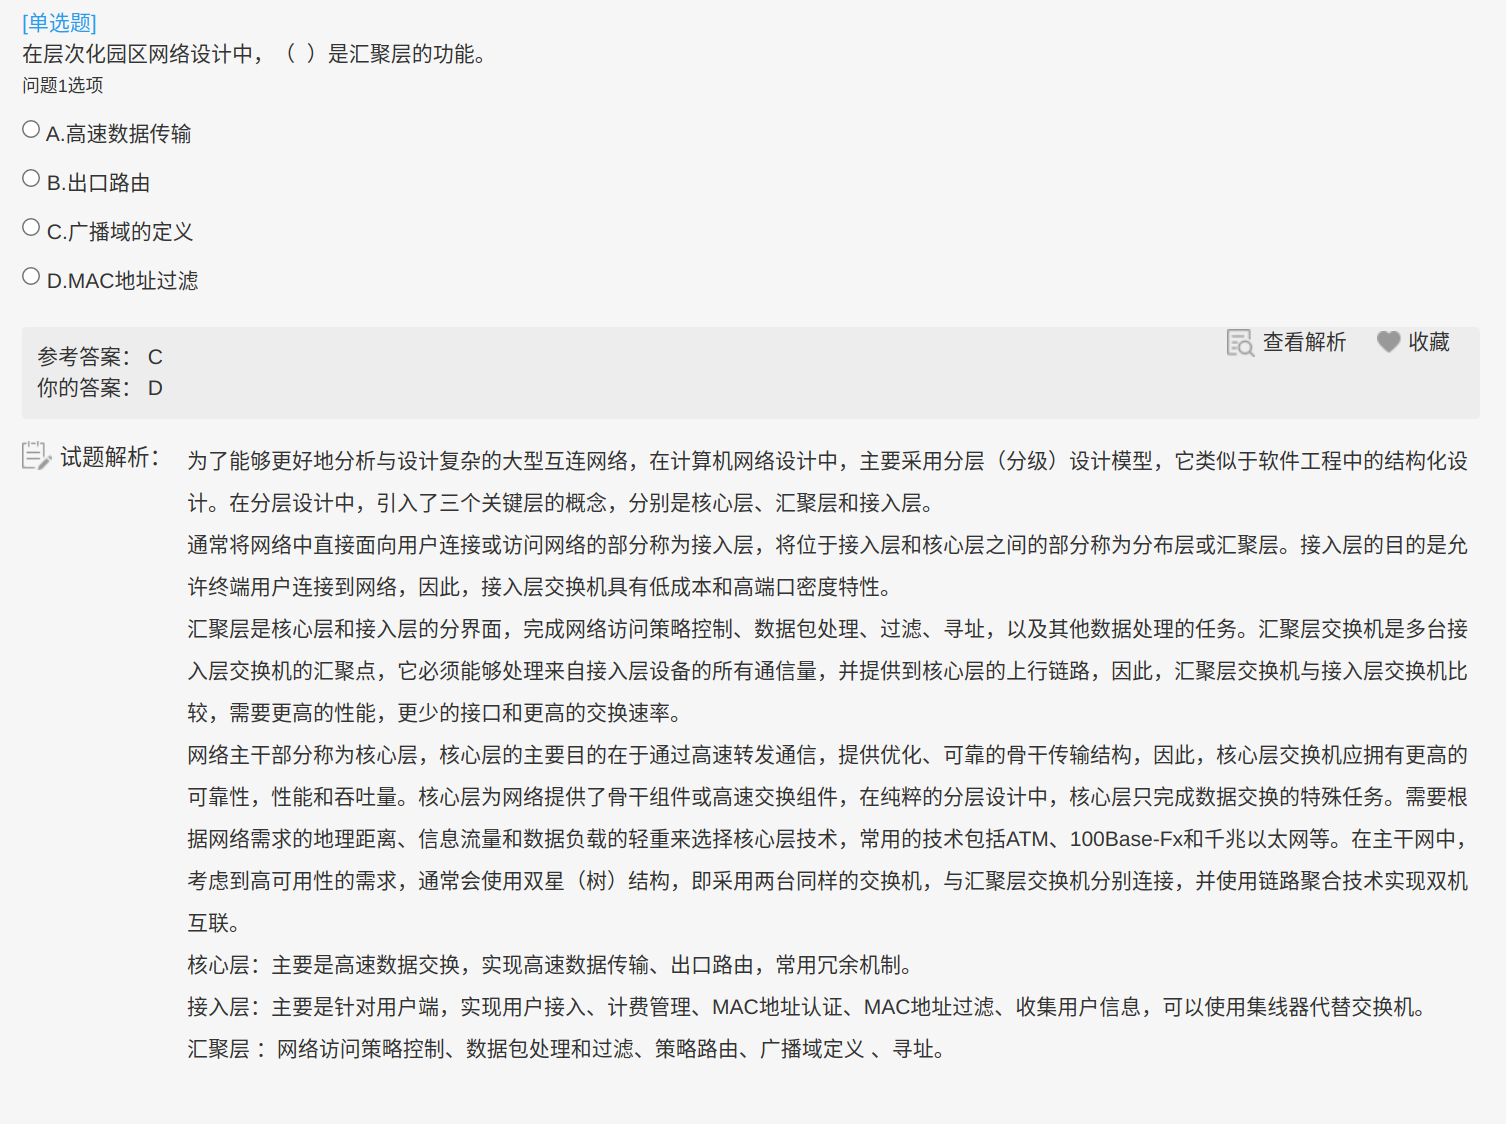 [单选题]
在层次化园区网络设计中，（  ）是汇聚层的功能。
问题1选项
A.高速数据传输
B.出口路由
C.广播域的定义
D.MAC地址过滤
参考答案： C
查看解析 收藏
你的答案： D
试题解析：
为了能够更好地分析与设计复杂的大型互连网络，在计算机网络设计中，主要采用分层（分级）设计模型，它类似于软件工程中的结构化设
计。在分层设计中，引入了三个关键层的概念，分别是核心层、汇聚层和接入层。
通常将网络中直接面向用户连接或访问网络的部分称为接入层，将位于接入层和核心层之间的部分称为分布层或汇聚层。接入层的目的是允
许终端用户连接到网络，因此，接入层交换机具有低成本和高端口密度特性。
汇聚层是核心层和接入层的分界面，完成网络访问策略控制、数据包处理、过滤、寻址，以及其他数据处理的任务。汇聚层交换机是多台接
入层交换机的汇聚点，它必须能够处理来自接入层设备的所有通信量，并提供到核心层的上行链路，因此，汇聚层交换机与接入层交换机比
较，需要更高的性能，更少的接口和更高的交换速率。
网络主干部分称为核心层，核心层的主要目的在于通过高速转发通信，提供优化、可靠的骨干传输结构，因此，核心层交换机应拥有更高的
可靠性，性能和吞吐量。核心层为网络提供了骨干组件或高速交换组件，在纯粹的分层设计中，核心层只完成数据交换的特殊任务。需要根
据网络需求的地理距离、信息流量和数据负载的轻重来选择核心层技术，常用的技术包括ATM、100Base-Fx和千兆以太网等。在主干网中，
考虑到高可用性的需求，通常会使用双星（树）结构，即采用两台同样的交换机，与汇聚层交换机分别连接，并使用链路聚合技术实现双机
互联。
核心层：主要是高速数据交换，实现高速数据传输、出口路由，常用冗余机制。
接入层：主要是针对用户端，实现用户接入、计费管理、MAC地址认证、MAC地址过滤、收集用户信息，可以使用集线器代替交换机。
汇聚层 ：网络访问策略控制、数据包处理和过滤、策略路由、广播域定义 、寻址。